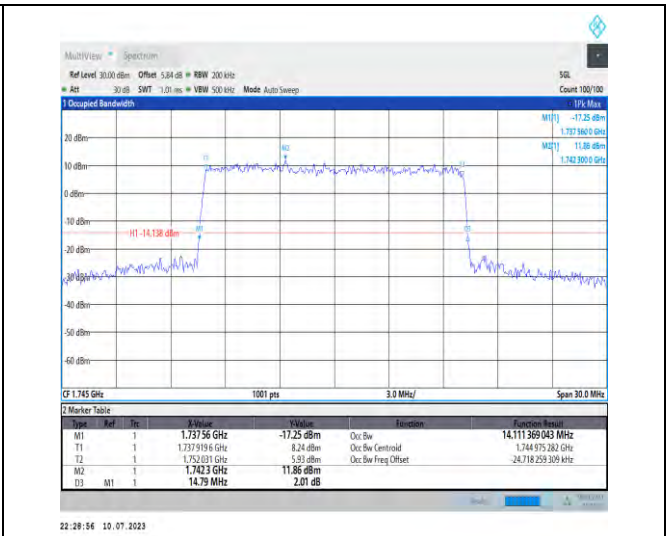 MultiView Spectrum
Ref Level 30.00 dBm Offset 5.84 dB RBW 200 kHz SGL
Att 30 dB SWT 1.01 ms VBW 500 kHz Mode Auto Sweep Count 100/100
1 Occupied Bandwidth 1Pk Max
M1[1] -17.25 dBm
1.737 560 0 GHz
M2[1] 11.86 dBm
1.742 300 0 GHz
20 dBm
M2
10 dBm
0 dBm
-10 dBm
H1 -14.138 dBm
M1
D3
-20 dBm
-30 dBm
-40 dBm
-50 dBm
-60 dBm
CF 1.745 GHz 1001 pts 3.0 MHz/ Span 30.0 MHz
2 Marker Table
Type Ref Trc X-Value Y-Value Function Function Result
M1 1 1.737 56 GHz -17.25 dBm Occ Bw 14.111 369 043 MHz
T1 1 1.737 919 6 GHz 8.24 dBm Occ Bw Centroid 1.744 975 282 GHz
T2 1 1.752 031 GHz 5.93 dBm Occ Bw Freq Offset -24.718 259 309 kHz
M2 1 1.742 3 GHz 11.86 dBm
D3 M1 1 14.79 MHz 2.01 dB
22:28:56 10.07.2023